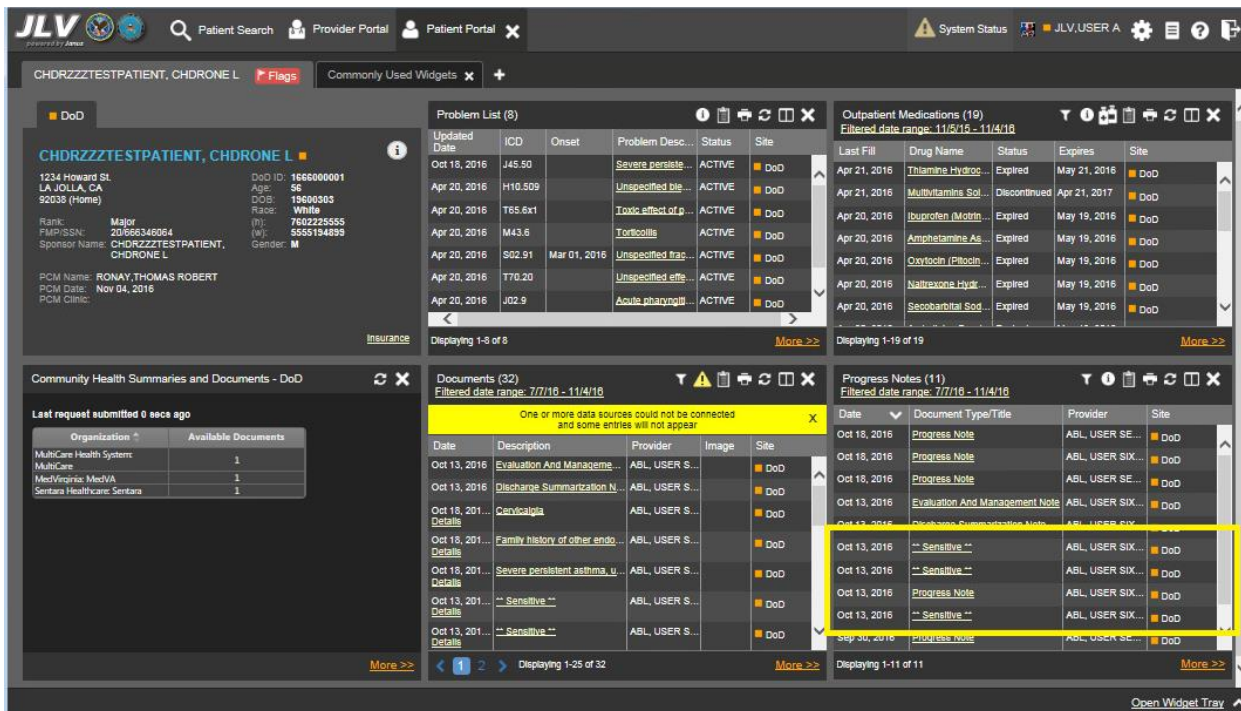 JLV Patient Search Provider Portal Patient Portal X System Status JLV,USER A
powered by Janus
CHDRZZZTESTPATIENT, CHDRONE L Flags Commonly Used Widgets x +
DoD
CHDRZZZTESTPATIENT, CHDRONE L
1234 Howard St.
LA JOLLA, CA
92038 (Home)
DoD ID: 1666000001
Age: 56
DOB: 19600303
Race: White
Rank: Major (h): 7602225555
FMP/SSN: 20/666346064 (w): 5555194899
Sponsor Name: CHDRZZZTESTPATIENT, Gender: M
CHDRONE L
PCM Name: RONAY,THOMAS ROBERT
PCM Date: Nov 04, 2016
PCM Clinic:
Insurance
Problem List (8)
Updated Date ICD Onset Problem Desc... Status Site
Oct 18, 2016 J45.50 Severe persiste... ACTIVE DoD
Apr 20, 2016 H10.509 Unspecified ble... ACTIVE DoD
Apr 20, 2016 T65.6x1 Toxic effect of p... ACTIVE DoD
Apr 20, 2016 M43.6 Torticollis ACTIVE DoD
Apr 20, 2016 S02.91 Mar 01, 2016 Unspecified frac... ACTIVE DoD
Apr 20, 2016 T70.20 Unspecified effe... ACTIVE DoD
Apr 20, 2016 J02.9 Acute pharyngiti... ACTIVE DoD
Displaying 1-8 of 8 More >>
Outpatient Medications (19)
Filtered date range: 11/5/15 - 11/4/16
Last Fill Drug Name Status Expires Site
Apr 21, 2016 Thiamine Hydroc... Expired May 19, 2016 DoD
Apr 21, 2016 Multivitamins Sol... Discontinued Apr 21, 2017 DoD
Apr 20, 2016 Ibuprofen (Motrin... Expired May 19, 2016 DoD
Apr 20, 2016 Amphetamine As... Expired May 19, 2016 DoD
Apr 20, 2016 Oxytocin (Pitocin... Expired May 19, 2016 DoD
Apr 20, 2016 Naltrexone Hydr... Expired May 19, 2016 DoD
Apr 20, 2016 Secobarbital Sod... Expired May 19, 2016 DoD
Displaying 1-19 of 19 More >>
Community Health Summaries and Documents - DoD
Last request submitted 0 secs ago
Organization Available Documents
MultiCare Health System: MultiCare 1
MedVirginia: MedVA 1
Sentara Healthcare: Sentara 1
More >>
Documents (32)
Filtered date range: 7/7/16 - 11/4/16
One or more data sources could not be connected X
and some entries will not appear
Date Description Provider Image Site
Oct 13, 2016 Evaluation And Manageme... ABL, USER S... DoD
Oct 13, 2016 Discharge Summarization N... ABL, USER S... DoD
Oct 18, 201... Details Cervicalgia ABL, USER S... DoD
Oct 18, 201... Details Family history of other endo... ABL, USER S... DoD
Oct 18, 201... Details Severe persistent asthma, u... ABL, USER S... DoD
Oct 13, 201... Details ** Sensitive ** ABL, USER S... DoD
Oct 13, 201... Details ** Sensitive ** ABL, USER S... DoD
1 2 Displaying 1-25 of 32 More >>
Progress Notes (11)
Filtered date range: 7/7/16 - 11/4/16
Date Document Type/Title Provider Site
Oct 18, 2016 Progress Note ABL, USER SE... DoD
Oct 18, 2016 Progress Note ABL, USER SIX... DoD
Oct 18, 2016 Progress Note ABL, USER SE... DoD
Oct 13, 2016 Evaluation And Management Note ABL, USER SIX... DoD
Oct 13, 2016 Discharge Summarization Note ABL, USER SIX...
Oct 13, 2016 ** Sensitive ** ABL, USER SIX... DoD
Oct 13, 2016 ** Sensitive ** ABL, USER SIX... DoD
Oct 13, 2016 Progress Note ABL, USER SIX... DoD
Oct 13, 2016 ** Sensitive ** ABL, USER SIX... DoD
Sep 30, 2016 Progress Note ABL, USER SE... DoD
Displaying 1-11 of 11 More >>
Open Widget Tray